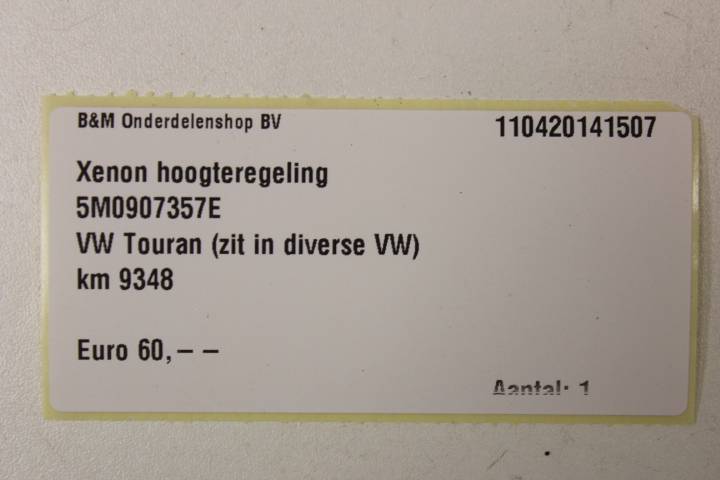 B&M Onderdelenshop BV
110420141507
Xenon hoogteregeling
5M0907357E
VW Touran (zit in diverse VW)
km 9348
Euro 60,– –
Aantal: 1